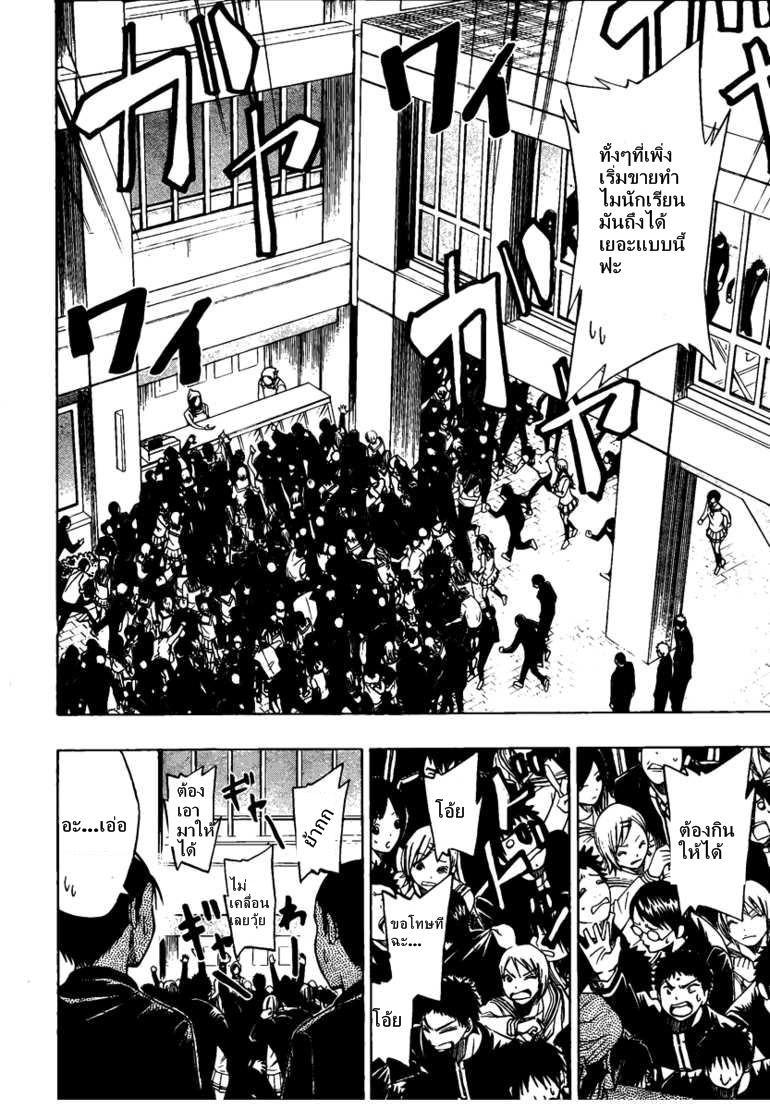 ทั้งๆที่เพิ่ง
เริ่มขายทำ
ไมนักเรียน
มันถึงได้
เยอะแบบนี้
ฟะ
ガヤ
ワイ
ワイ
ガヤ
ต้องกิน
ให้ได้
โอ้ย
ขอโทษที
ฉะ...
โอ้ย
ย้ากก
ต้อง
เอา
มาให้
ได้
ไม่
เคลื่อน
เลยวุ้ย
อะ...เอ่อ
ギャ
わい